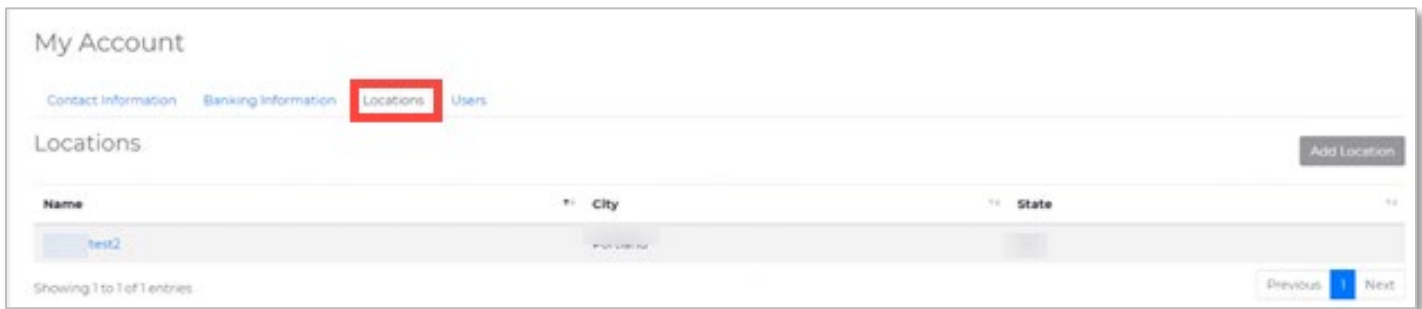 My Account
Contact Information Banking Information Locations Users
Locations
Add Location
Name City State
test2
Showing 1 to 1 of 1 entries
Previous 1 Next